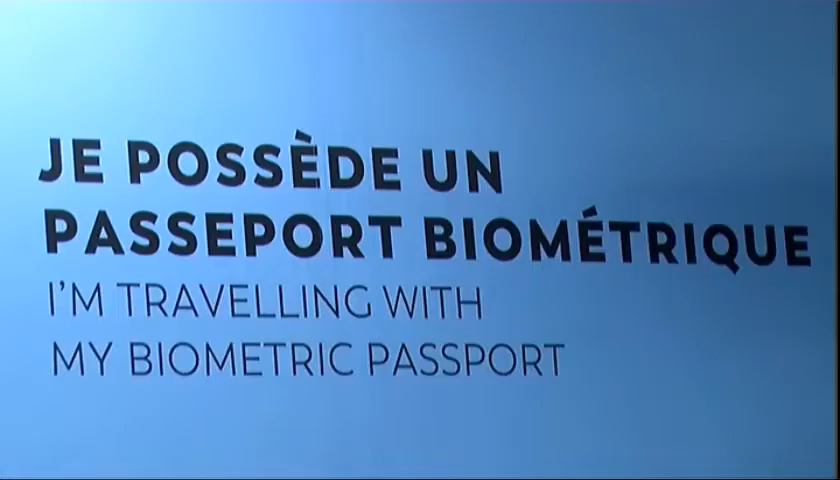 JE POSSÈDE UN
PASSEPORT BIOMÉTRIQUE
I'M TRAVELLING WITH
MY BIOMETRIC PASSPORT